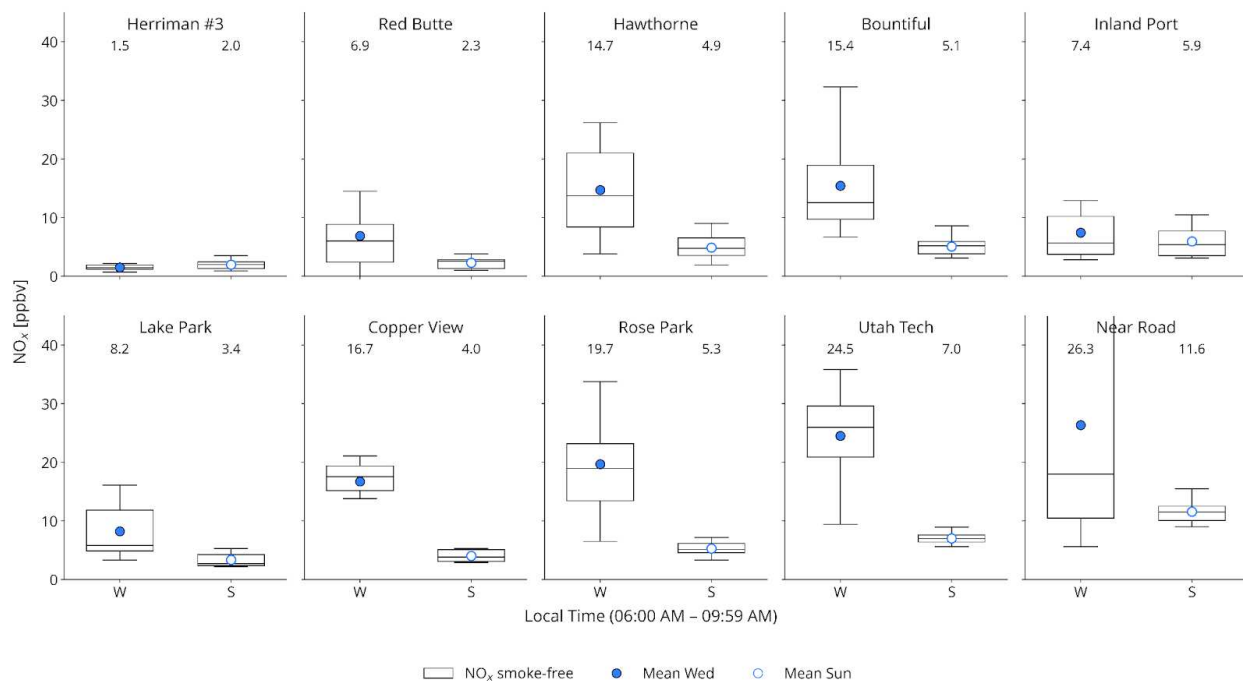 Herriman #3 Red Butte Hawthorne Bountiful Inland Port
40 1.5 2.0 6.9 2.3 14.7 4.9 15.4 5.1 7.4 5.9
30
20
10
0
NOx [ppbv]
Lake Park Copper View Rose Park Utah Tech Near Road
40 8.2 3.4 16.7 4.0 19.7 5.3 24.5 7.0 26.3 11.6
30
20
10
0
W S W S W S W S W S
Local Time (06:00 AM – 09:59 AM)
NOx smoke-free Mean Wed Mean Sun